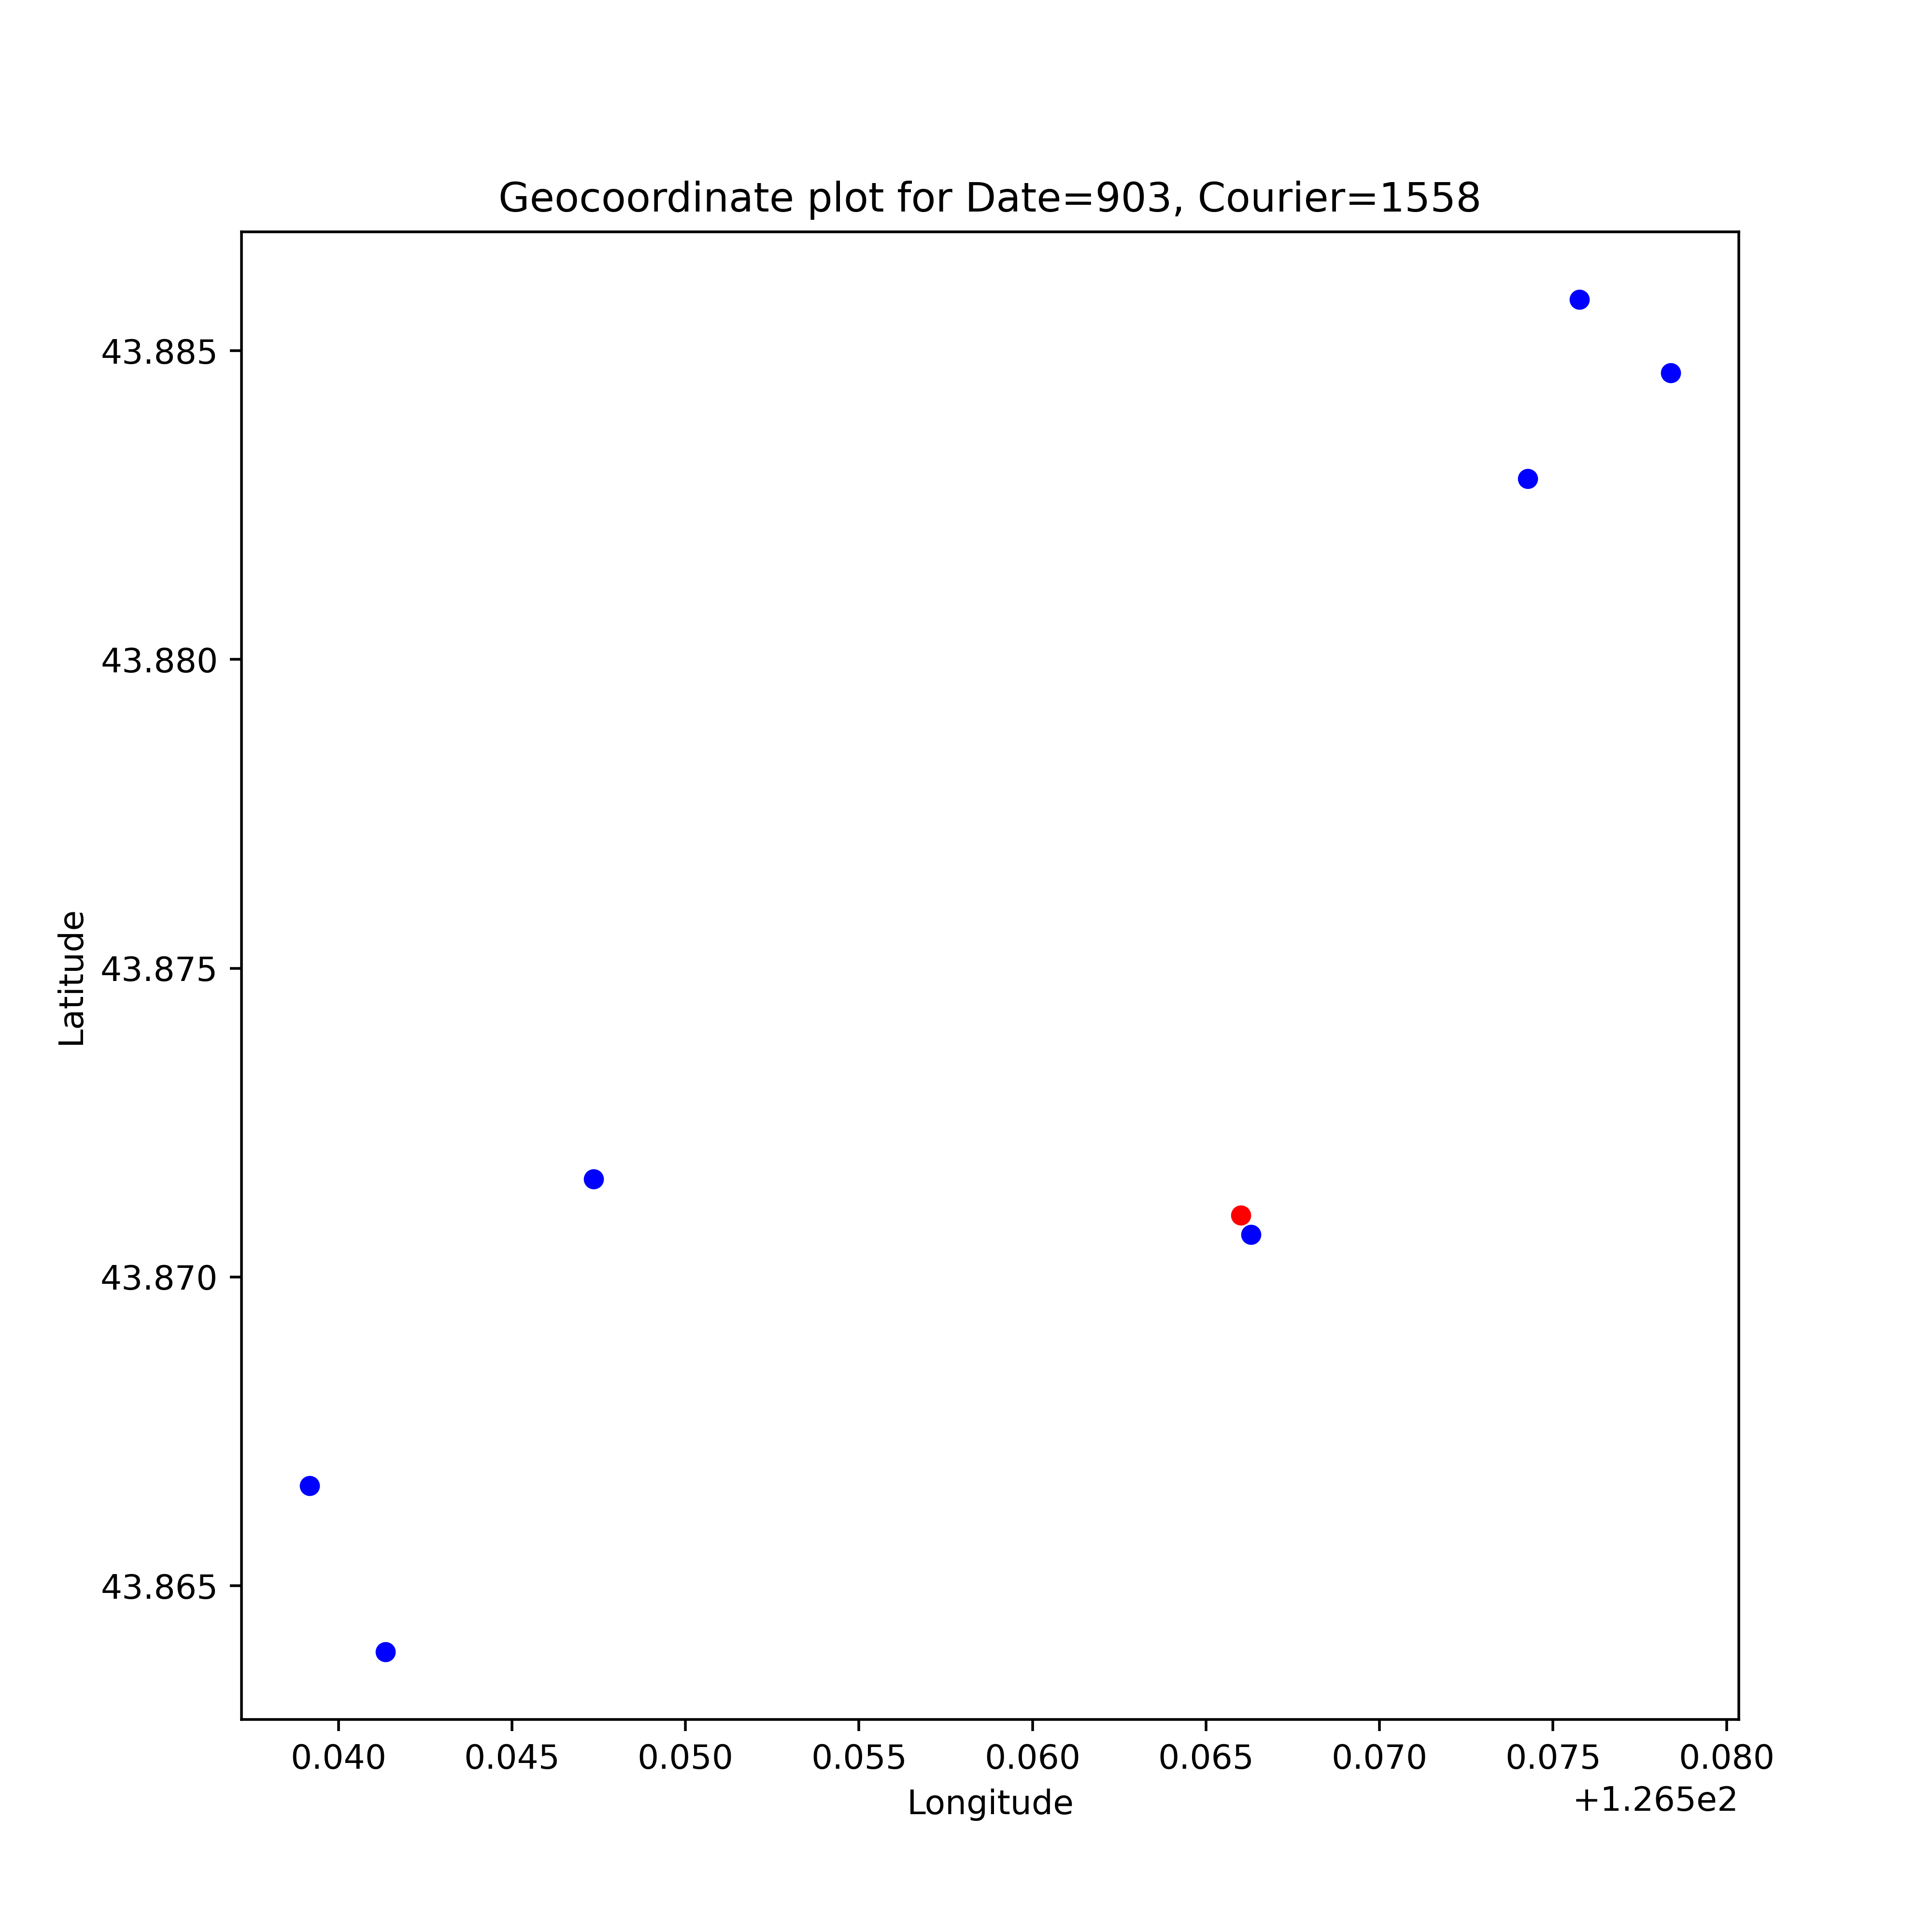 Geocoordinate plot for Date=903, Courier=1558
43.885
43.880
43.875
43.870
43.865
Latitude
0.040 0.045 0.050 0.055 0.060 0.065 0.070 0.075 0.080
+1.265e2
Longitude